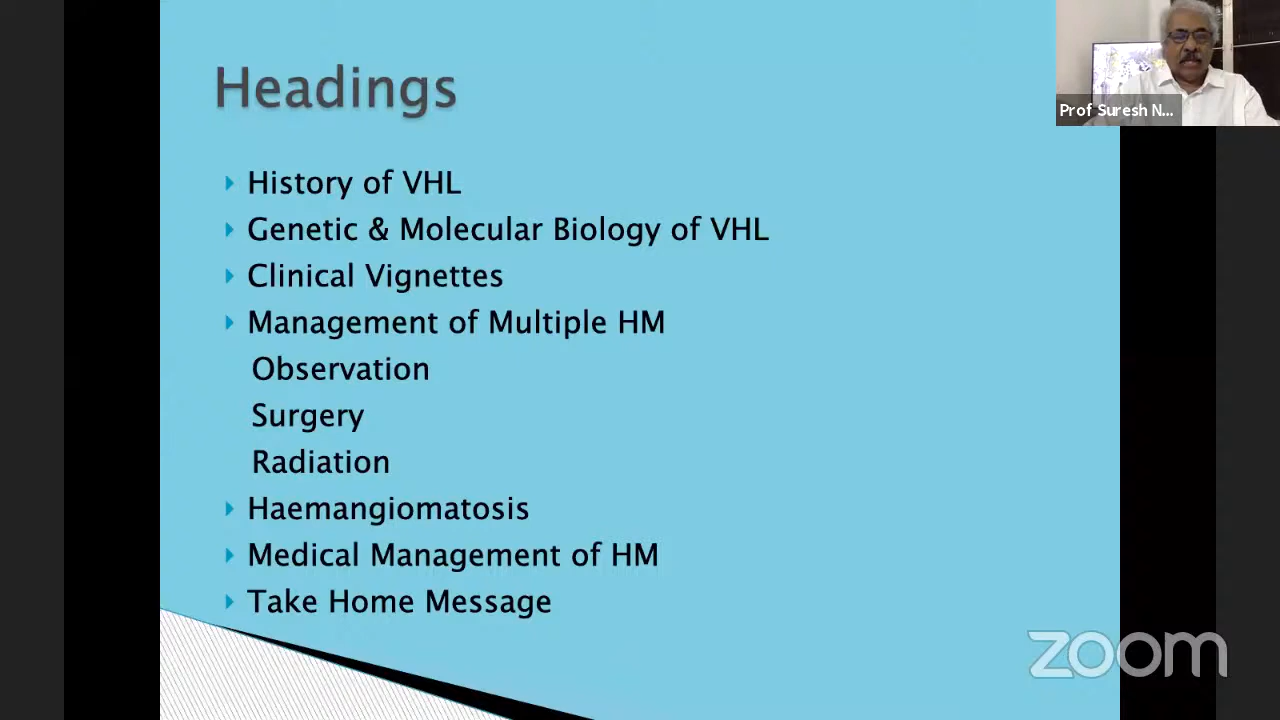 Headings
History of VHL
Genetic & Molecular Biology of VHL
Clinical Vignettes
Management of Multiple HM
Observation
Surgery
Radiation
Haemangiomatosis
Medical Management of HM
Take Home Message
Prof Suresh N...
zoom